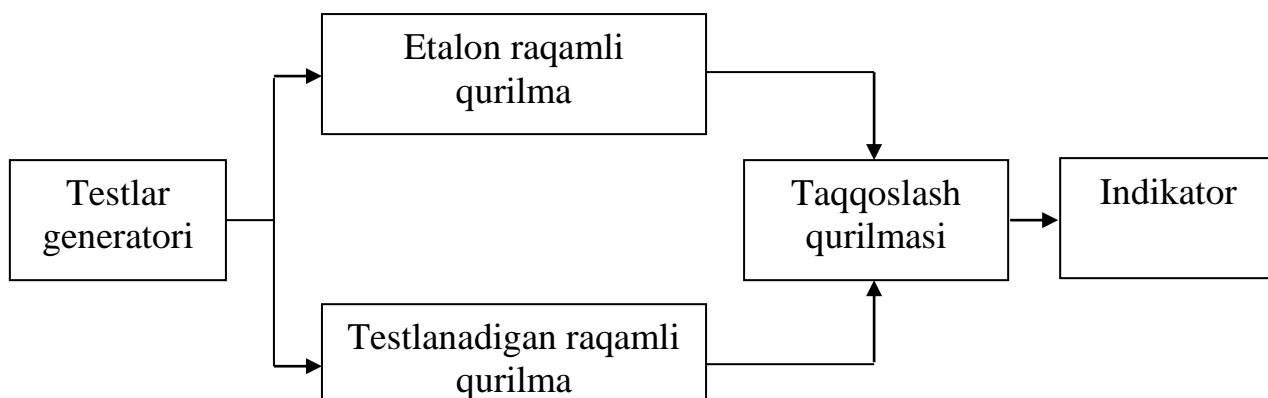 Etalon raqamli
qurilma
Testlar
generatori
Taqqoslash
qurilmasi
Indikator
Testlanadigan raqamli
qurilma